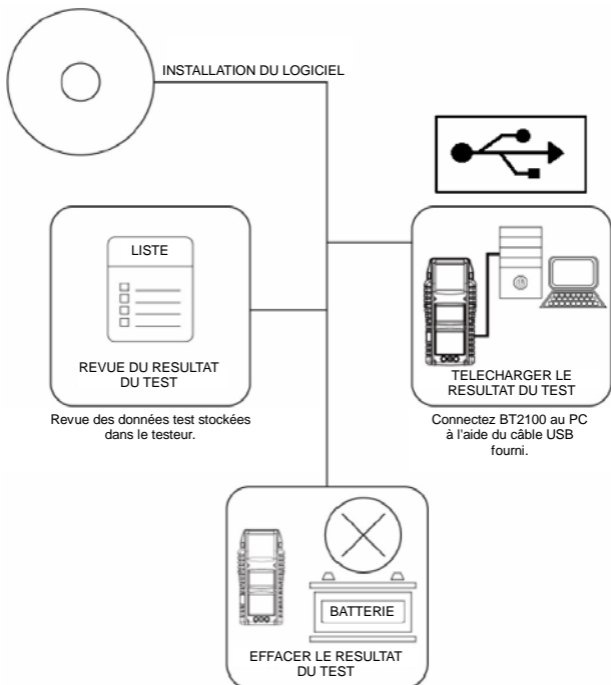 INSTALLATION DU LOGICIEL
LISTE
REVUE DU RESULTAT
DU TEST
Revue des données test stockées
dans le testeur.
TELECHARGER LE
RESULTAT DU TEST
Connectez BT2100 au PC
à l'aide du câble USB
fourni.
BATTERIE
EFFACER LE RESULTAT
DU TEST